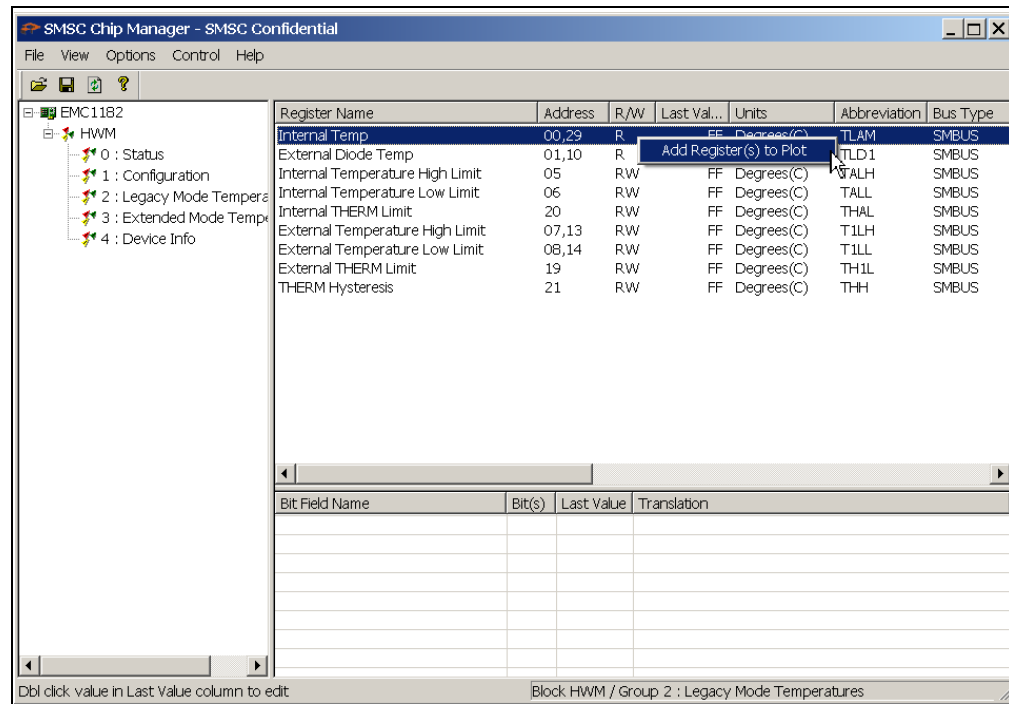 SMSC Chip Manager - SMSC Confidential
File View Options Control Help
EMC1182
HWM
0 : Status
1 : Configuration
2 : Legacy Mode Tempera
3 : Extended Mode Tempe
4 : Device Info
Register Name Address R/W Last Val... Units Abbreviation Bus Type
Internal Temp 00,29 R FF Degrees(C) TLAM SMBUS
Add Register(s) to Plot
External Diode Temp 01,10 R TLD1 SMBUS
Internal Temperature High Limit 05 RW FF Degrees(C) TALH SMBUS
Internal Temperature Low Limit 06 RW FF Degrees(C) TALL SMBUS
Internal THERM Limit 20 RW FF Degrees(C) THAL SMBUS
External Temperature High Limit 07,13 RW FF Degrees(C) T1LH SMBUS
External Temperature Low Limit 08,14 RW FF Degrees(C) T1LL SMBUS
External THERM Limit 19 RW FF Degrees(C) TH1L SMBUS
THERM Hysteresis 21 RW FF Degrees(C) THH SMBUS
Bit Field Name Bit(s) Last Value Translation
Dbl click value in Last Value column to edit Block HWM / Group 2 : Legacy Mode Temperatures